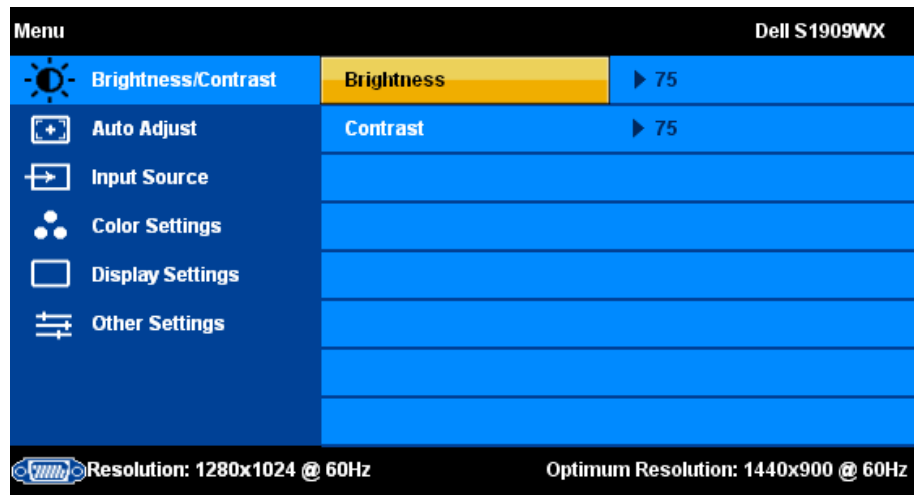 Menu Dell S1909WX
Brightness/Contrast Brightness 75
Auto Adjust Contrast 75
Input Source
Color Settings
Display Settings
Other Settings
Resolution: 1280x1024 @ 60Hz Optimum Resolution: 1440x900 @ 60Hz